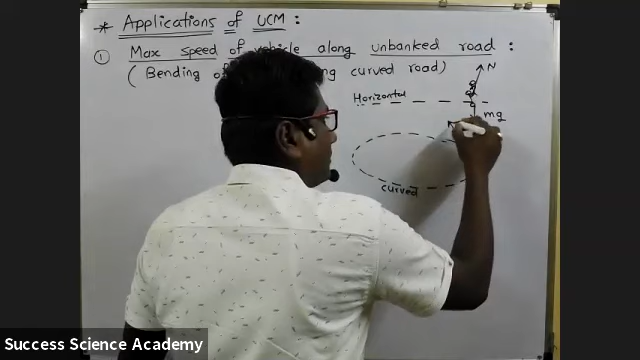 * Applications of UCM :
① Max speed of vehicle along unbanked road :
( Bending of curved road )
N
Horizontal
mg
curved
Success Science Academy